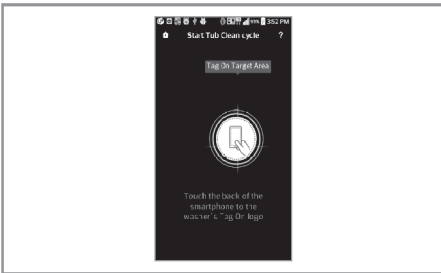 3:52 PM
Start Tub Clean cycle ?
Tag On Target Area
Touch the back of the
smartphone to the
washer's Tag On logo